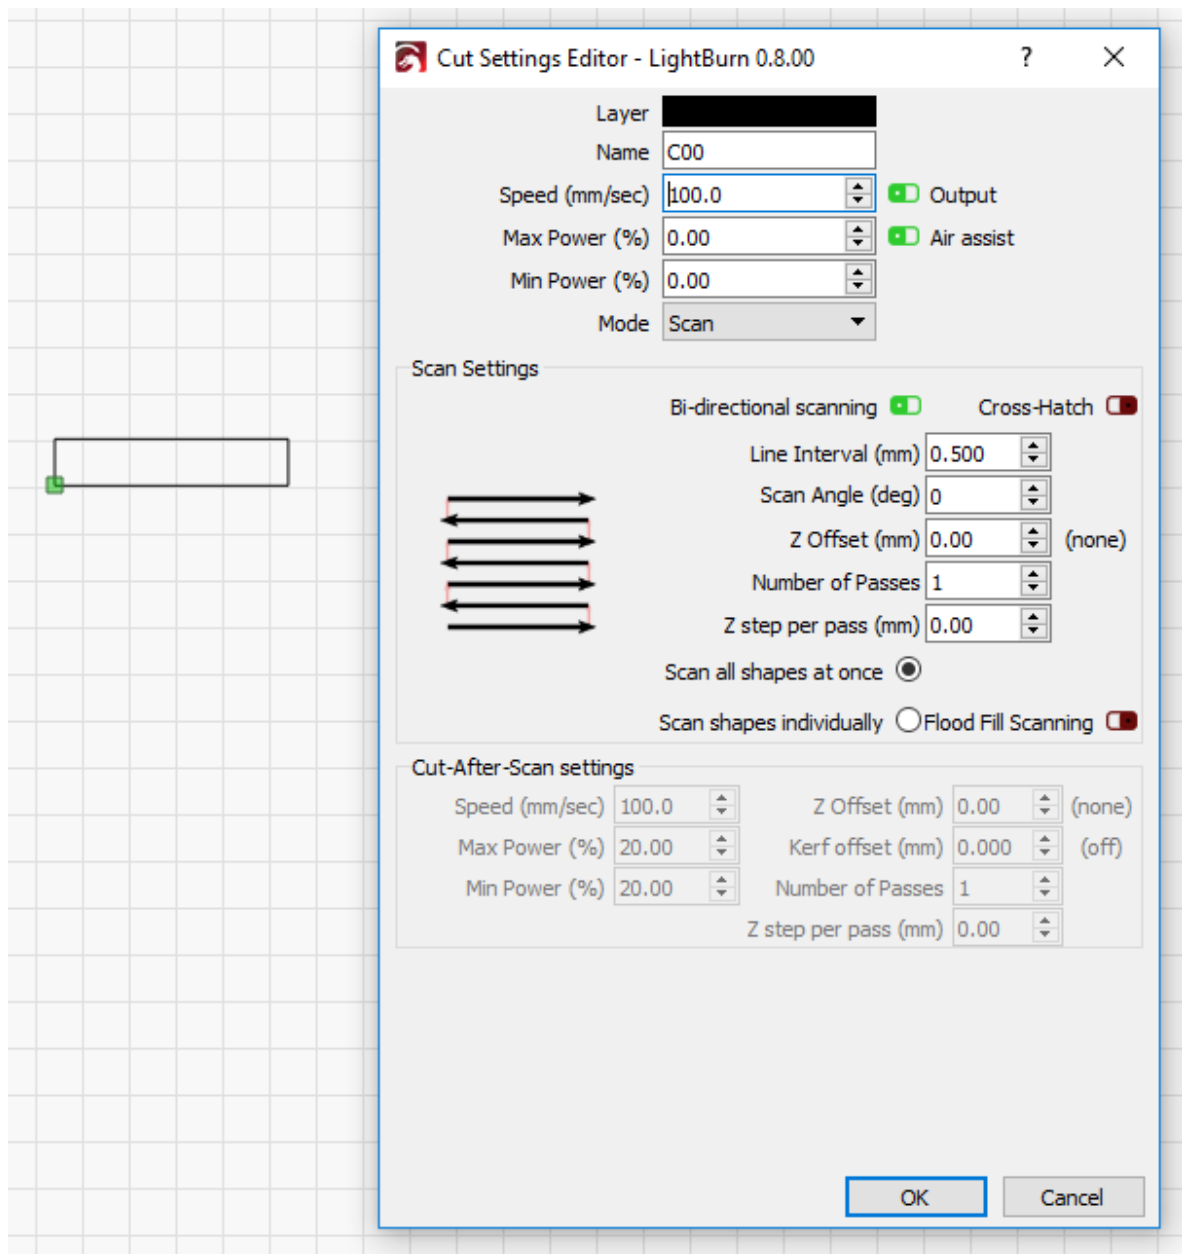 Cut Settings Editor - LightBurn 0.8.00 ?
Layer
Name C00
Speed (mm/sec) 100.0 Output
Max Power (%) 0.00 Air assist
Min Power (%) 0.00
Mode Scan
Scan Settings
Bi-directional scanning Cross-Hatch
Line Interval (mm) 0.500
Scan Angle (deg) 0
Z Offset (mm) 0.00 (none)
Number of Passes 1
Z step per pass (mm) 0.00
Scan all shapes at once
Scan shapes individually Flood Fill Scanning
Cut-After-Scan settings
Speed (mm/sec) 100.0 Z Offset (mm) 0.00 (none)
Max Power (%) 20.00 Kerf offset (mm) 0.000 (off)
Min Power (%) 20.00 Number of Passes 1
Z step per pass (mm) 0.00
OK Cancel